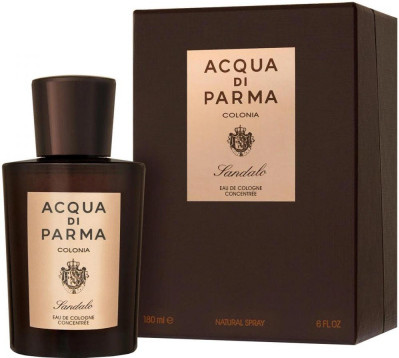 ACQUA
DI
PARMA
COLONIA
Sandalo
EAU DE COLOGNE
CONCENTRÉE
180 ml e NATURAL SPRAY 6 FL OZ
ACQUA
DI
PARMA
COLONIA
Sandalo
EAU DE COLOGNE
CONCENTRÉE